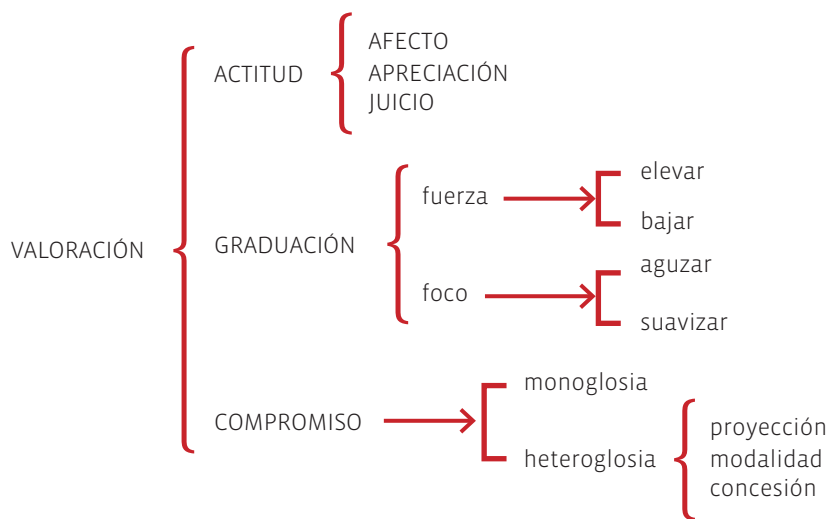 VALORACIÓN
ACTITUD
AFECTO
APRECIACIÓN
JUICIO
GRADUACIÓN
fuerza
elevar
bajar
foco
aguzar
suavizar
COMPROMISO
monoglosia
heteroglosia
proyección
modalidad
concesión